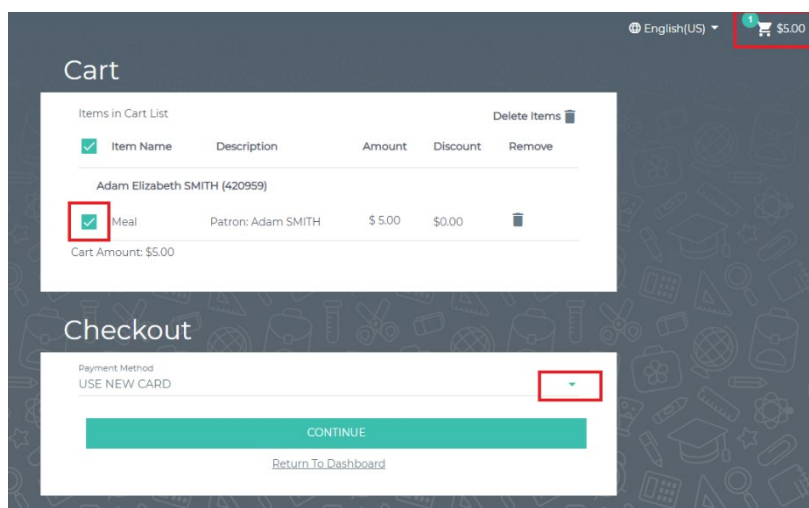 English(US)
1
$5.00
Cart
Items in Cart List
Delete Items
Item Name Description Amount Discount Remove
Adam Elizabeth SMITH (420959)
Meal Patron: Adam SMITH $ 5.00 $0.00
Cart Amount: $5.00
Checkout
Payment Method
USE NEW CARD
CONTINUE
Return To Dashboard